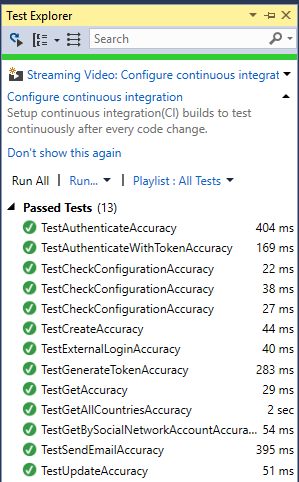 Test Explorer
Search
Streaming Video: Configure continuous integrat
Configure continuous integration
Setup continuous integration(CI) builds to test
continuously after every code change.
Don't show this again
Run All | Run... | Playlist : All Tests
Passed Tests (13)
TestAuthenticateAccuracy 404 ms
TestAuthenticateWithTokenAccuracy 169 ms
TestCheckConfigurationAccuracy 22 ms
TestCheckConfigurationAccuracy 38 ms
TestCheckConfigurationAccuracy 27 ms
TestCreateAccuracy 44 ms
TestExternalLoginAccuracy 40 ms
TestGenerateTokenAccuracy 283 ms
TestGetAccuracy 29 ms
TestGetAllCountriesAccuracy 2 sec
TestGetBySocialNetworkAccountAccura... 54 ms
TestSendEmailAccuracy 395 ms
TestUpdateAccuracy 51 ms